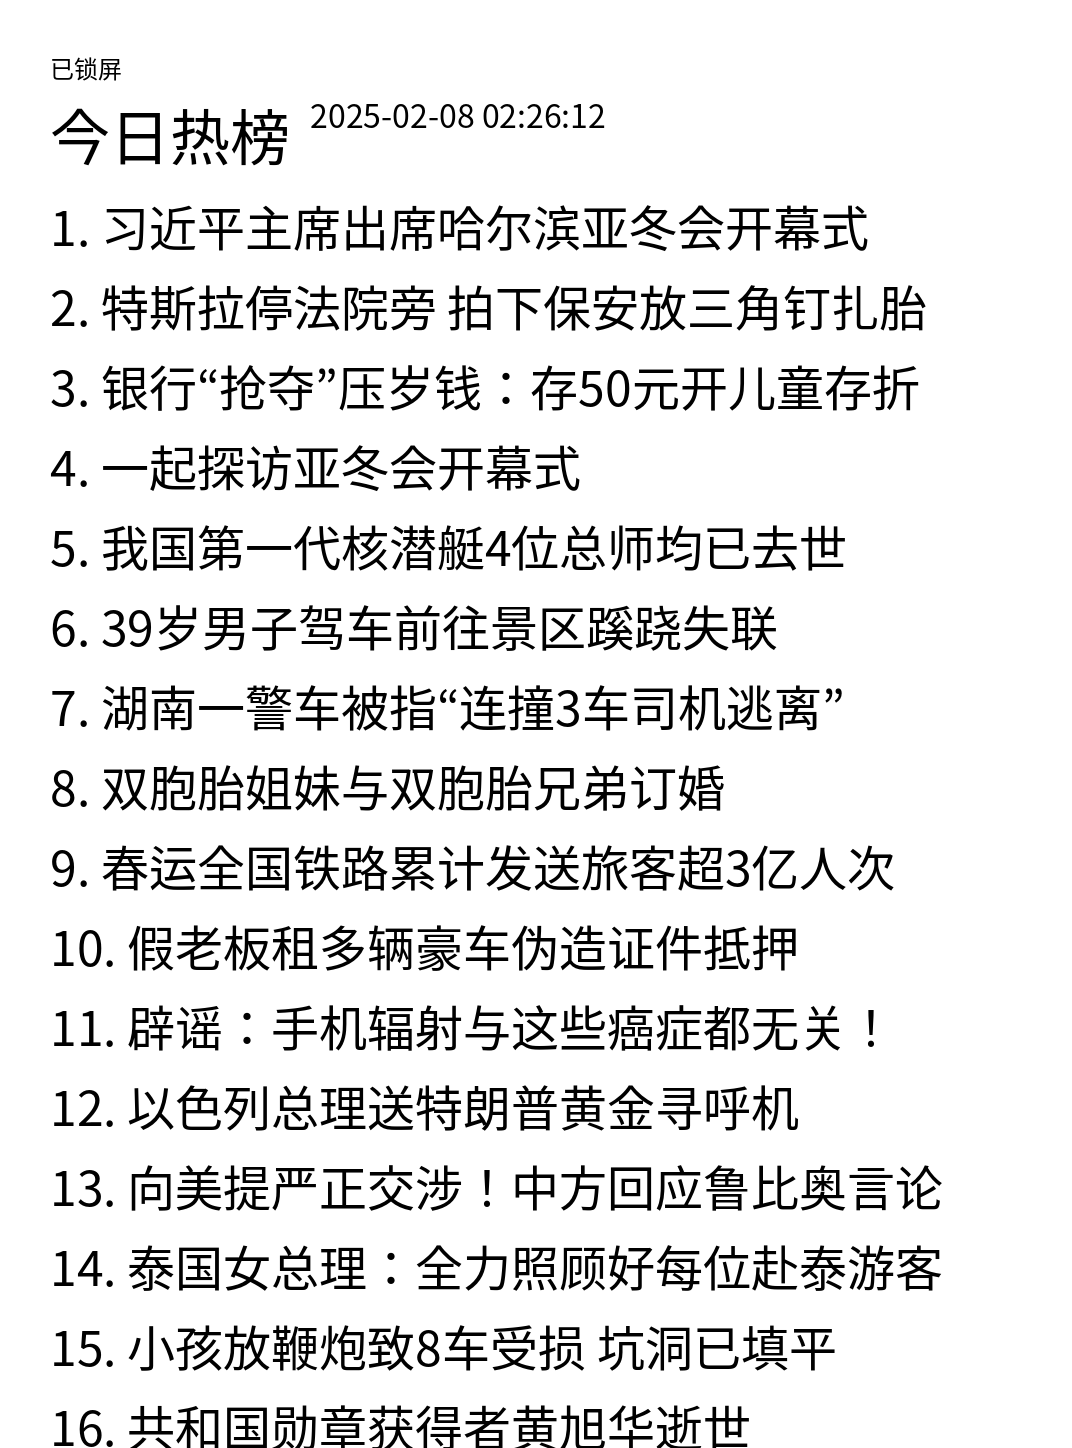 已锁屏
今日热榜 2025-02-08 02:26:12
1. 习近平主席出席哈尔滨亚冬会开幕式
2. 特斯拉停法院旁 拍下保安放三角钉扎胎
3. 银行“抢夺”压岁钱：存50元开儿童存折
4. 一起探访亚冬会开幕式
5. 我国第一代核潜艇4位总师均已去世
6. 39岁男子驾车前往景区蹊跷失联
7. 湖南一警车被指“连撞3车司机逃离”
8. 双胞胎姐妹与双胞胎兄弟订婚
9. 春运全国铁路累计发送旅客超3亿人次
10. 假老板租多辆豪车伪造证件抵押
11. 辟谣：手机辐射与这些癌症都无关！
12. 以色列总理送特朗普黄金寻呼机
13. 向美提严正交涉！中方回应鲁比奥言论
14. 泰国女总理：全力照顾好每位赴泰游客
15. 小孩放鞭炮致8车受损 坑洞已填平
16. 共和国勋章获得者黄旭华逝世